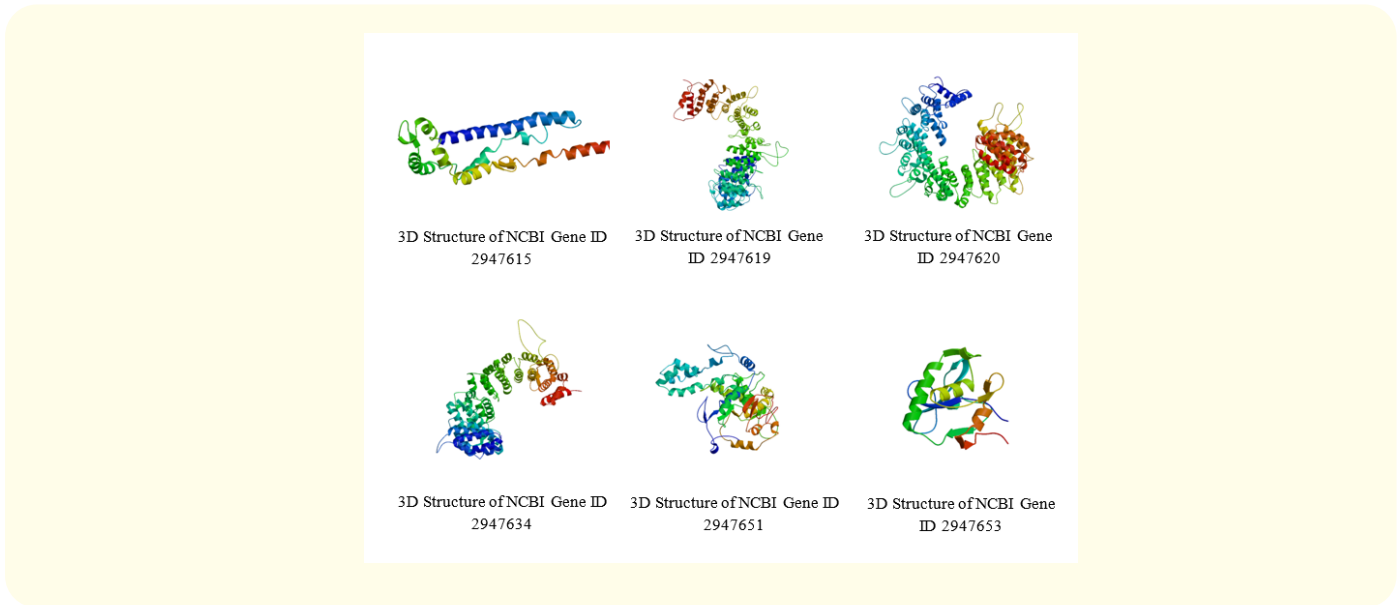 3D Structure of NCBI Gene ID
2947615
3D Structure of NCBI Gene
ID 2947619
3D Structure of NCBI Gene
ID 2947620
3D Structure of NCBI Gene ID
2947634
3D Structure of NCBI Gene ID
2947651
3D Structure of NCBI Gene
ID 2947653